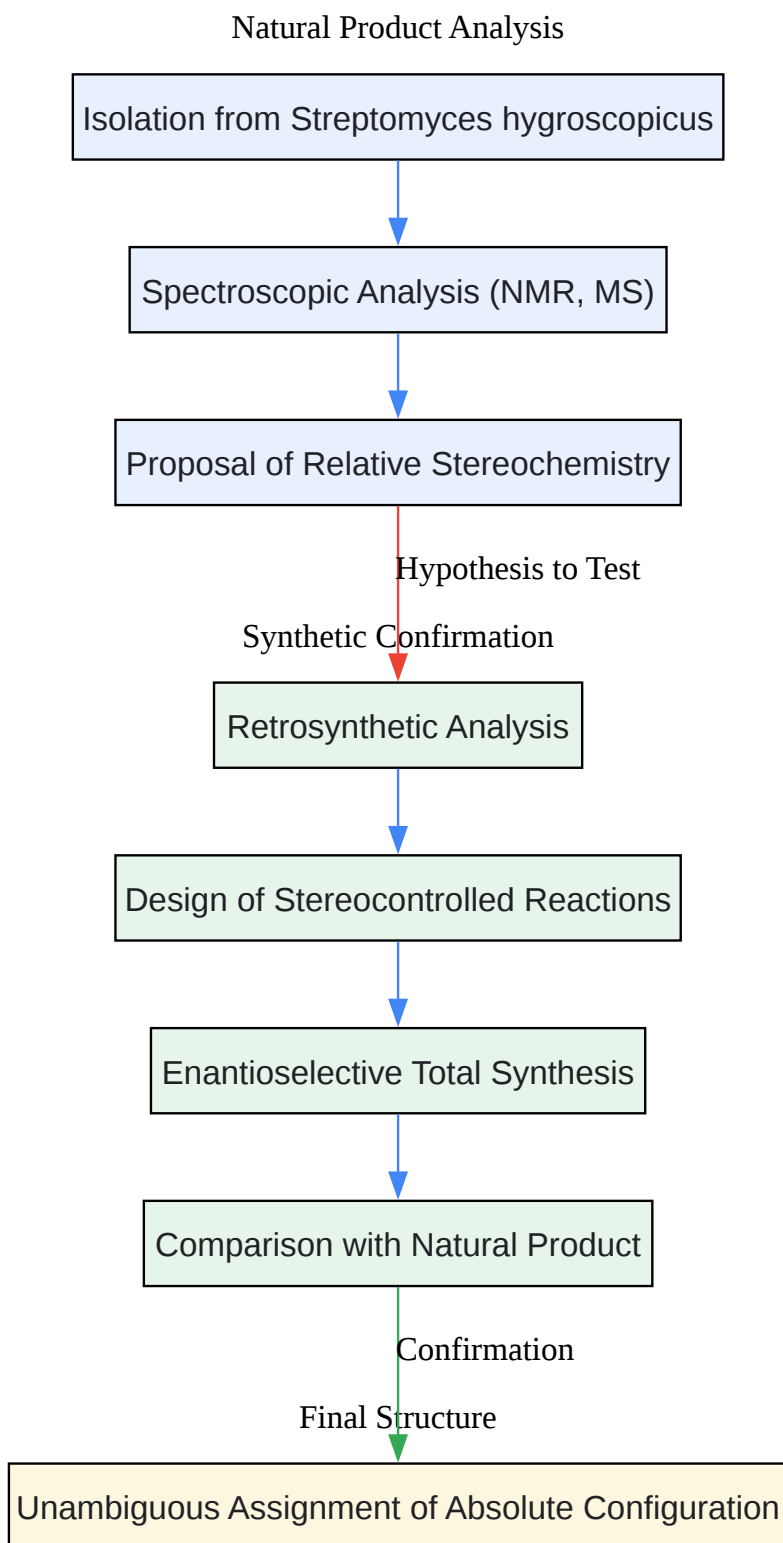 Natural Product Analysis
Isolation from Streptomyces hygroscopicus
Spectroscopic Analysis (NMR, MS)
Proposal of Relative Stereochemistry
Hypothesis to Test
Synthetic Confirmation
Retrosynthetic Analysis
Design of Stereocontrolled Reactions
Enantioselective Total Synthesis
Comparison with Natural Product
Confirmation
Final Structure
Unambiguous Assignment of Absolute Configuration